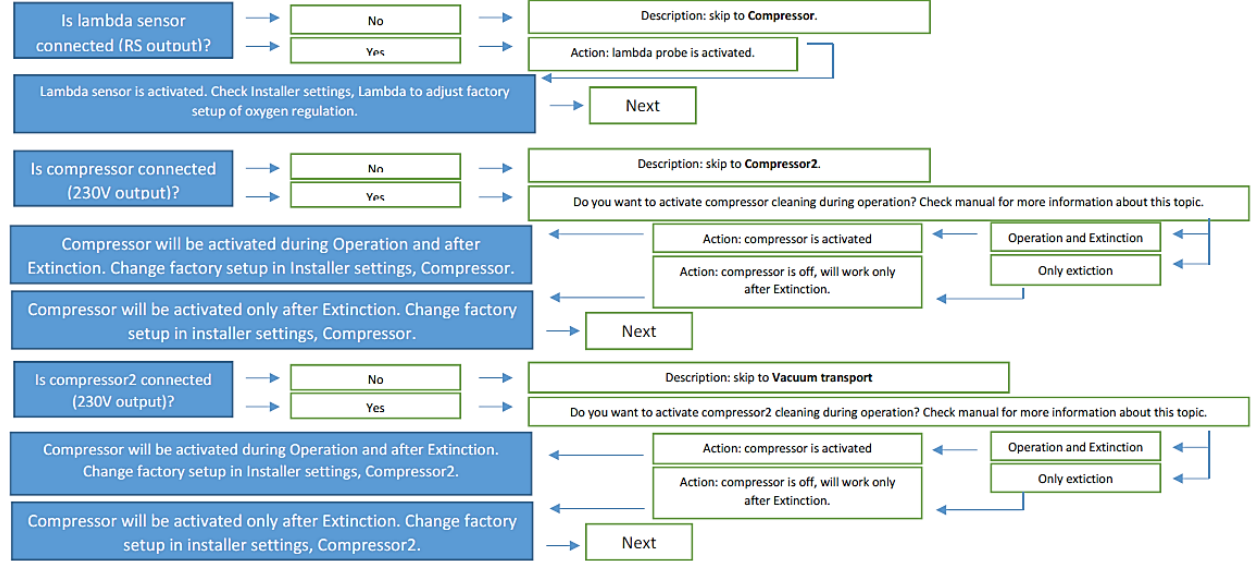 Is lambda sensor
connected (RS output)?
No
Description: skip to Compressor.
Yes
Action: lambda probe is activated.
Lambda sensor is activated. Check Installer settings, Lambda to adjust factory
setup of oxygen regulation.
Next
Is compressor connected
(230V output)?
No
Description: skip to Compressor2.
Yes
Do you want to activate compressor cleaning during operation? Check manual for more information about this topic.
Compressor will be activated during Operation and after
Extinction. Change factory setup in Installer settings, Compressor.
Action: compressor is activated
Operation and Extinction
Action: compressor is off, will work only
after Extinction.
Only extiction
Compressor will be activated only after Extinction. Change factory
setup in installer settings, Compressor.
Next
Is compressor2 connected
(230V output)?
No
Description: skip to Vacuum transport
Yes
Do you want to activate compressor2 cleaning during operation? Check manual for more information about this topic.
Compressor will be activated during Operation and after Extinction.
Change factory setup in Installer settings, Compressor2.
Action: compressor is activated
Operation and Extinction
Action: compressor is off, will work only
after Extinction.
Only extiction
Compressor will be activated only after Extinction. Change factory
setup in installer settings, Compressor2.
Next